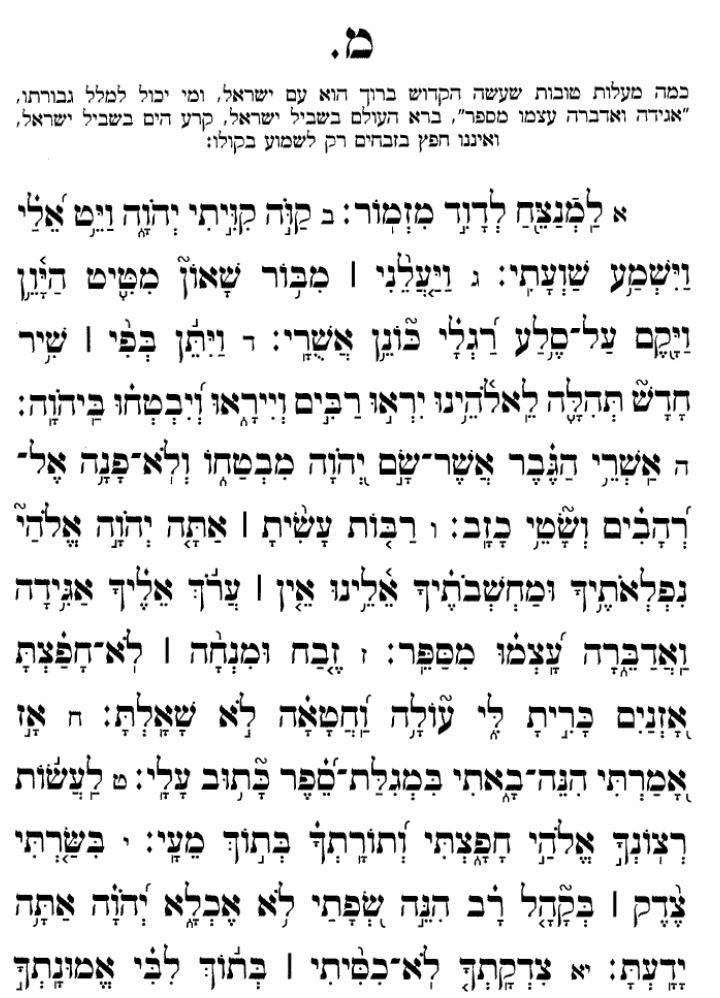 מ.
כמה מעלות טובות שעשה הקדוש ברוך הוא עם ישראל, ומי יכול למלל גבורתו,
״אגידה ואדברה עצמו מספר״, ברא העולם בשביל ישראל, קרע הים בשביל ישראל,
ואיננו חפץ בזבחים רק לשמוע בקולו:
א לַֽמְנַצֵּ֗חַ לְדָוִ֥ד מִזְמֽוֹר: ב קַוֺּ֣ה קִוִּ֣יתִי יְהֹוָ֑ה וַיֵּ֥ט אֵ֝לַ֗י
וַיִּשְׁמַ֥ע שַׁוְעָתִֽי: ג וַיַּעֲלֵ֤נִי ׀ מִבּ֥וֹר שָׁאוֹן֮ מִטִּ֪יט הַיָּ֫וֵ֥ן
וַיָּ֖קֶם עַל־סֶ֥לַע רַגְלַ֗י כּוֹנֵ֥ן אֲשֻׁרָֽי: ד וַיִּתֵּ֬ן בְּפִ֨י ׀ שִׁ֥יר
חָדָשׁ֮ תְּהִלָּ֪ה לֵֽאלֹ֫הֵ֥ינוּ יִרְא֣וּ רַבִּ֣ים וְיִירָ֑אוּ וְ֝יִבְטְח֗וּ בַּֽיהֹוָֽה:
ה אַ֥שְֽׁרֵי הַגֶּ֗בֶר אֲשֶׁר־שָׂ֣ם יְ֭הֹוָה מִבְטַח֑וֹ וְֽלֹא־פָנָ֥ה אֶל־
רְ֝הָבִ֗ים וְשָׂטֵ֥י כָזָֽב: ו רַבּ֤וֹת עָשִׂ֨יתָ ׀ אַתָּ֤ה יְהֹוָ֣ה אֱלֹהַי֮
נִֽפְלְאֹתֶ֥יךָ וּמַחְשְׁבֹתֶ֗יךָ אֵ֫לֵ֥ינוּ אֵ֤ין ׀ עֲרֹ֬ךְ אֵלֶ֗יךָ אַגִּ֥ידָה
וַאֲדַבֵּ֑רָה עָ֝צְמ֗וּ מִסַּפֵּֽר: ז זֶ֤בַח וּמִנְחָ֨ה ׀ לֹֽא־חָפַ֗צְתָּ
אׇ֭זְנַיִם כָּרִ֣יתָ לִּ֑י עוֹלָ֥ה וַ֝חֲטָאָ֗ה לֹ֣א שָׁאָֽלְתָּ: ח אָ֣ז
אָ֭מַרְתִּי הִנֵּה־בָ֑אתִי בִּמְגִלַּת־סֵ֝֗פֶר כָּת֥וּב עָלָֽי: ט לַֽעֲשׂ֬וֹת
רְצוֹנְךָ֣ אֱלֹהַ֣י חָפָ֑צְתִּי וְ֝ת֥וֹרָתְךָ֗ בְּת֣וֹךְ מֵעָֽי: י בִּשַּׂ֤רְתִּי
צֶ֨דֶק ׀ בְּקָ֘הָ֤ל רָ֗ב הִנֵּ֣ה שְׂ֭פָתַי לֹ֣א אֶכְלָ֑א יְ֝הֹוָ֗ה אַתָּ֥ה
יָדָֽעְתָּ: יא צִדְקָתְךָ֬ לֹא־כִסִּ֨יתִי ׀ בְּת֬וֹךְ לִבִּ֗י אֱמוּנָתְךָ֣